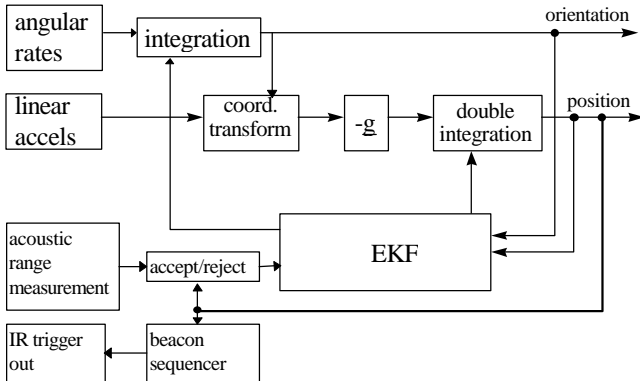 angular
rates
integration
orientation
linear
accels
coord.
transform
-g
double
integration
position
acoustic
range
measurement
accept/reject
EKF
IR trigger
out
beacon
sequencer